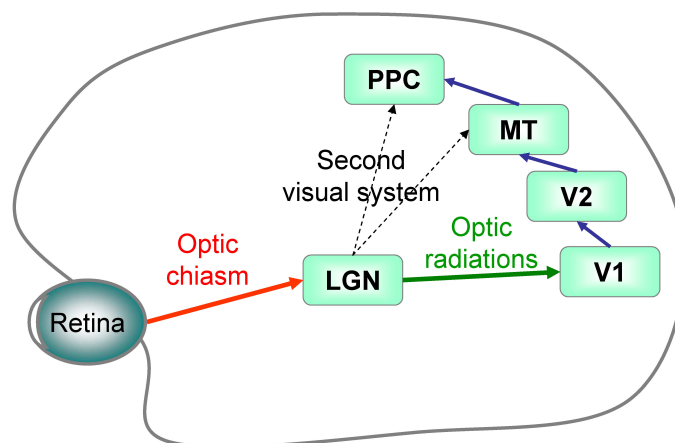 PPC
MT
Second
visual system
V2
Optic
radiations
Optic
chiasm
LGN
V1
Retina